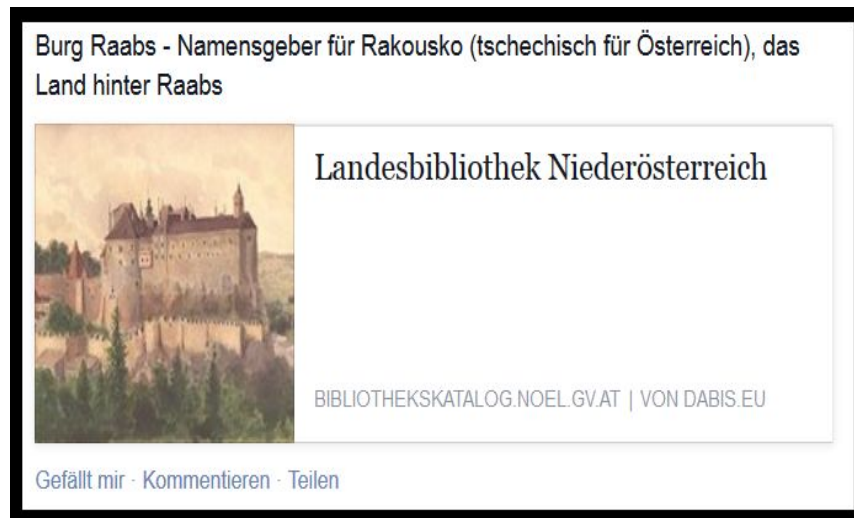 Burg Raabs - Namensgeber für Rakousko (tschechisch für Österreich), das
Land hinter Raabs
Landesbibliothek Niederösterreich
BIBLIOTHEKSKATALOG.NOEL.GV.AT | VON DABIS.EU
Gefällt mir · Kommentieren · Teilen